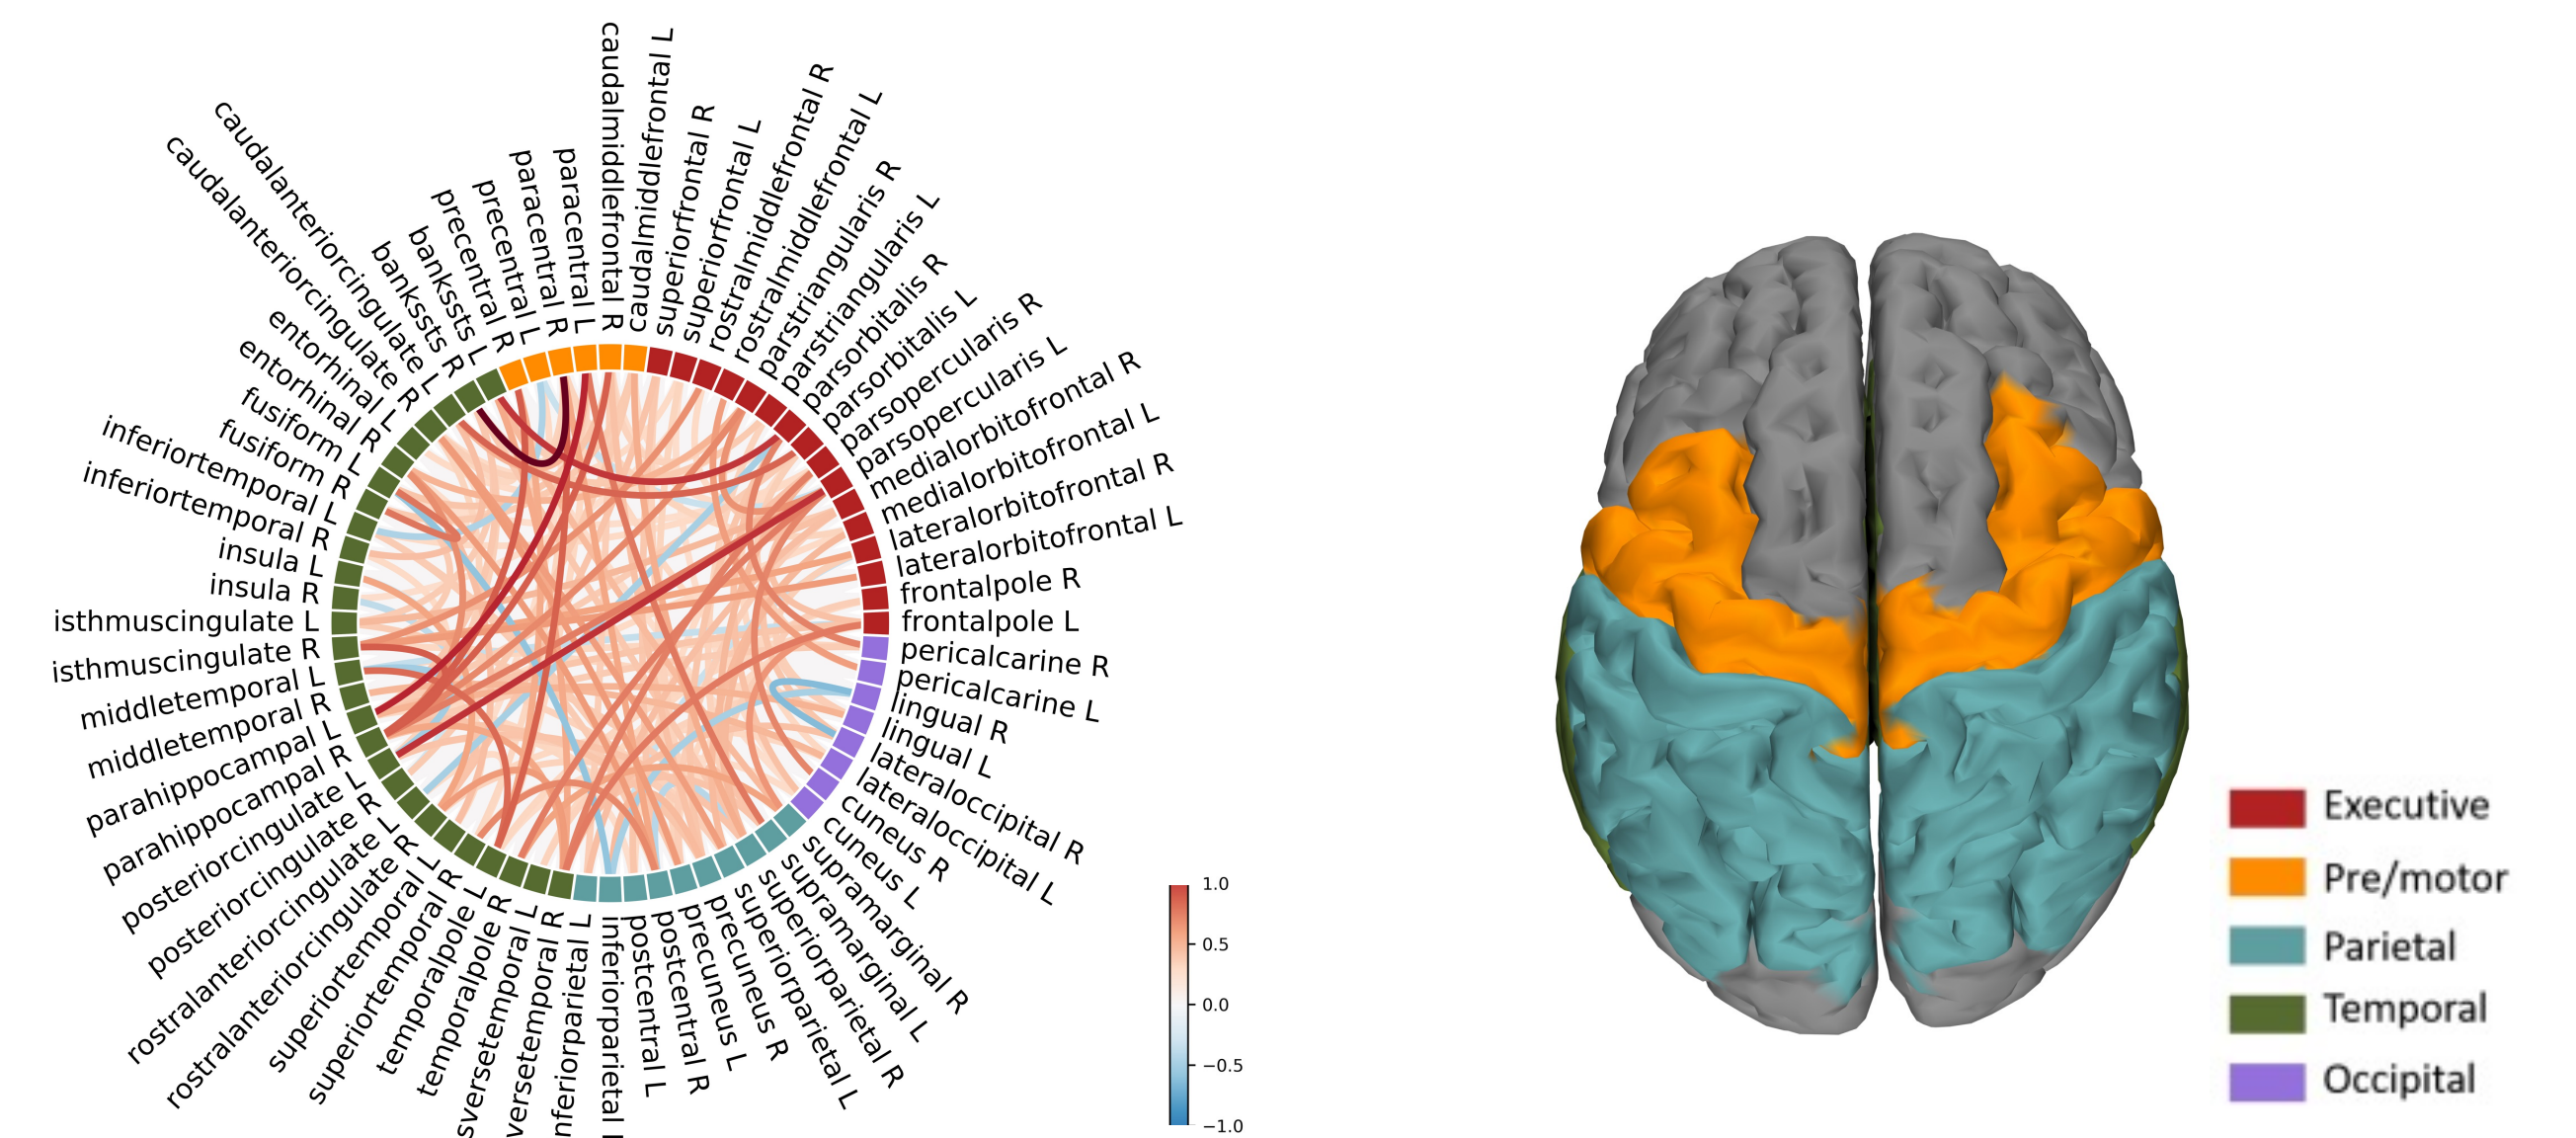 caudalmiddlefrontal R
caudalmiddlefrontal L
superiorfrontal R
superiorfrontal L
rostralmiddlefrontal R
rostralmiddlefrontal L
parstriangularis R
parstriangularis L
parsorbitalis R
parsorbitalis L
parsopercularis R
parsopercularis L
medialorbitofrontal R
medialorbitofrontal L
lateralorbitofrontal R
lateralorbitofrontal L
frontalpole R
frontalpole L
pericalcarine R
pericalcarine L
lingual R
lingual L
lateraloccipital R
lateraloccipital L
cuneus R
cuneus L
supramarginal R
supramarginal L
superiorparietal R
superiorparietal L
precuneus R
precuneus L
postcentral R
postcentral L
inferiorparietal
nferiorparietal L
versetemporal R
sversetemporal L
temporalpole R
temporalpole L
superiortemporal R
superiortemporal L
rostralanteriorcingulate R
rostralanteriorcingulate L
posteriorcingulate R
posteriorcingulate L
parahippocampal R
parahippocampal L
middletemporal R
middletemporal L
isthmuscingulate R
isthmuscingulate L
insula R
insula L
inferiortemporal R
inferiortemporal L
fusiform R
fusiform L
entorhinal R
entorhinal L
caudalanteriorcingulate R
caudalanteriorcingulate L
bankssts R
bankssts L
precentral R
precentral L
paracentral R
paracentral L
1.0
0.5
0.0
−0.5
−1.0
Executive
Pre/motor
Parietal
Temporal
Occipital